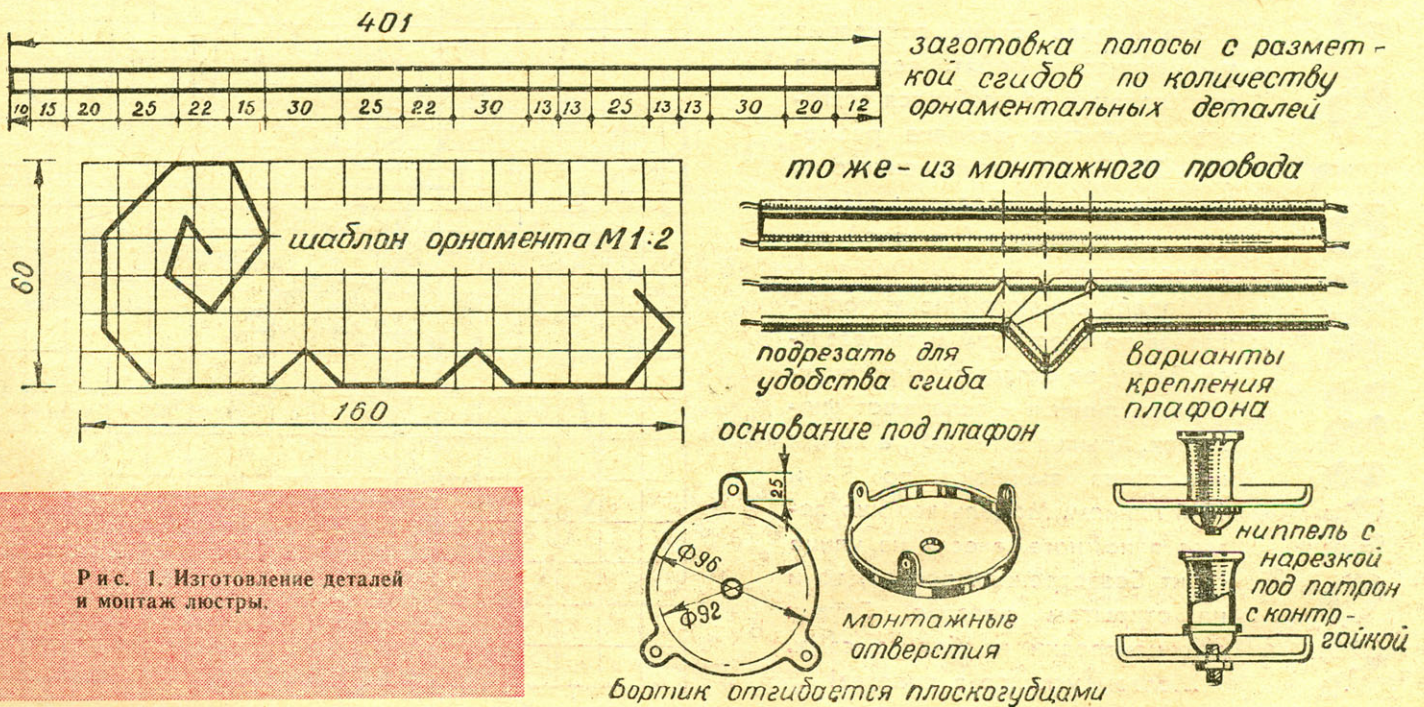 401
заготовка полосы с размет-
кой сгидов по количеству
орнаментальных деталей
10 15 20 25 22 15 30 25 22 30 13 13 25 13 13 30 20 12
то же - из монтажного провода
шаблон орнамента М1:2
60
160
подрезать для
удобства сгиба
варианты
крепления
плафона
основание под плафон
25
Ф96
Ф92
монтажные
отверстия
ниппель с
нарезкой
под патрон
с контр-
гайкой
Бортик отгибается плоскогубцами
Рис. 1. Изготовление деталей
и монтаж люстры.